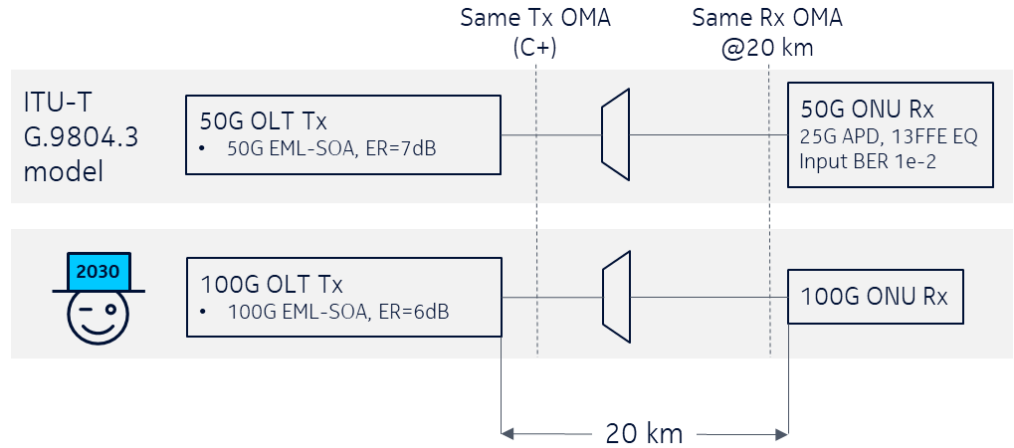 Same Tx OMA
(C+)
Same Rx OMA
@20 km
ITU-T
G.9804.3
model
50G OLT Tx
• 50G EML-SOA, ER=7dB
50G ONU Rx
25G APD, 13FFE EQ
Input BER 1e-2
2030
100G OLT Tx
• 100G EML-SOA, ER=6dB
100G ONU Rx
20 km